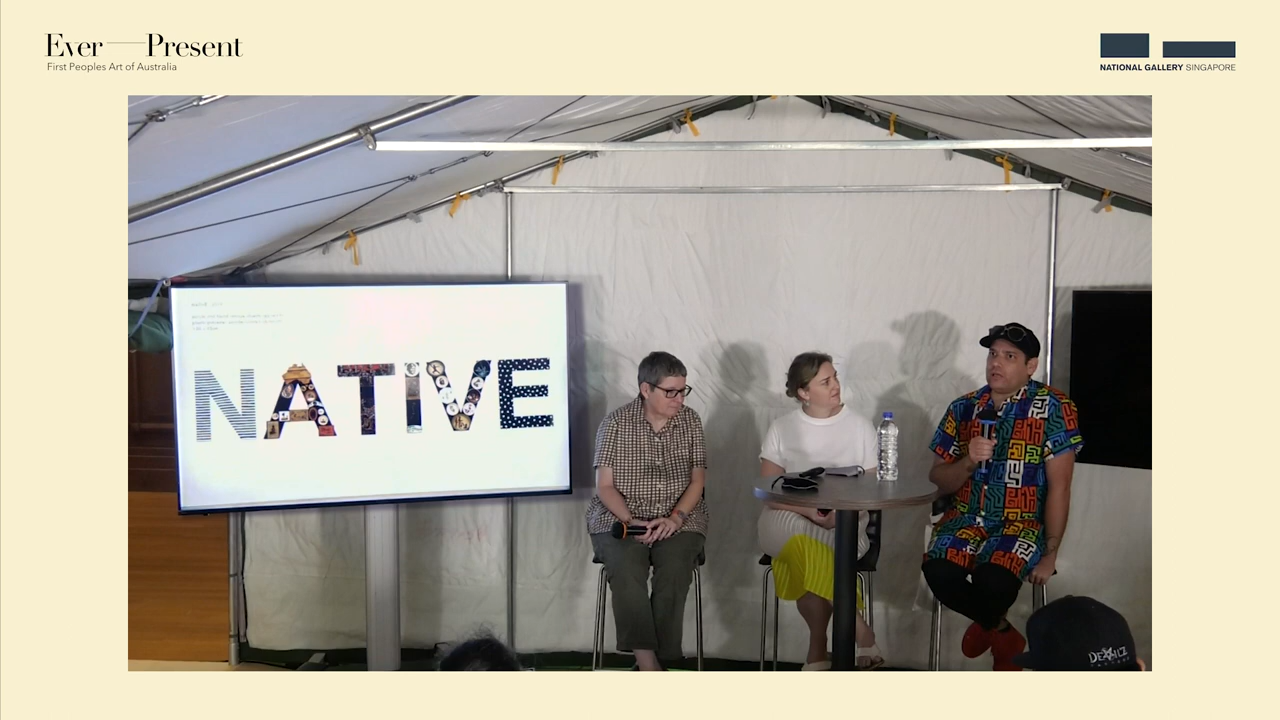 Ever — Present
First Peoples Art of Australia
NATIONAL GALLERY SINGAPORE
NATIVE